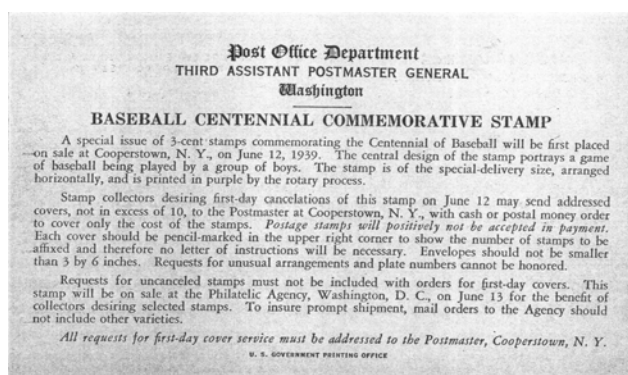 Post Office Department
THIRD ASSISTANT POSTMASTER GENERAL
Washington
BASEBALL CENTENNIAL COMMEMORATIVE STAMP
A special issue of 3-cent stamps commemorating the Centennial of Baseball will be first placed
on sale at Cooperstown, N. Y., on June 12, 1939. The central design of the stamp portrays a game
of baseball being played by a group of boys. The stamp is of the special-delivery size, arranged
horizontally, and is printed in purple by the rotary process.
Stamp collectors desiring first-day cancelations of this stamp on June 12 may send addressed
covers, not in excess of 10, to the Postmaster at Cooperstown, N. Y., with cash or postal money order
to cover only the cost of the stamps. Postage stamps will positively not be accepted in payment.
Each cover should be pencil-marked in the upper right corner to show the number of stamps to be
affixed and therefore no letter of instructions will be necessary. Envelopes should not be smaller
than 3 by 6 inches. Requests for unusual arrangements and plate numbers cannot be honored.
Requests for uncanceled stamps must not be included with orders for first-day covers. This
stamp will be on sale at the Philatelic Agency, Washington, D. C., on June 13 for the benefit of
collectors desiring selected stamps. To insure prompt shipment, mail orders to the Agency should
not include other varieties.
All requests for first-day cover service must be addressed to the Postmaster, Cooperstown, N. Y.
U. S. GOVERNMENT PRINTING OFFICE